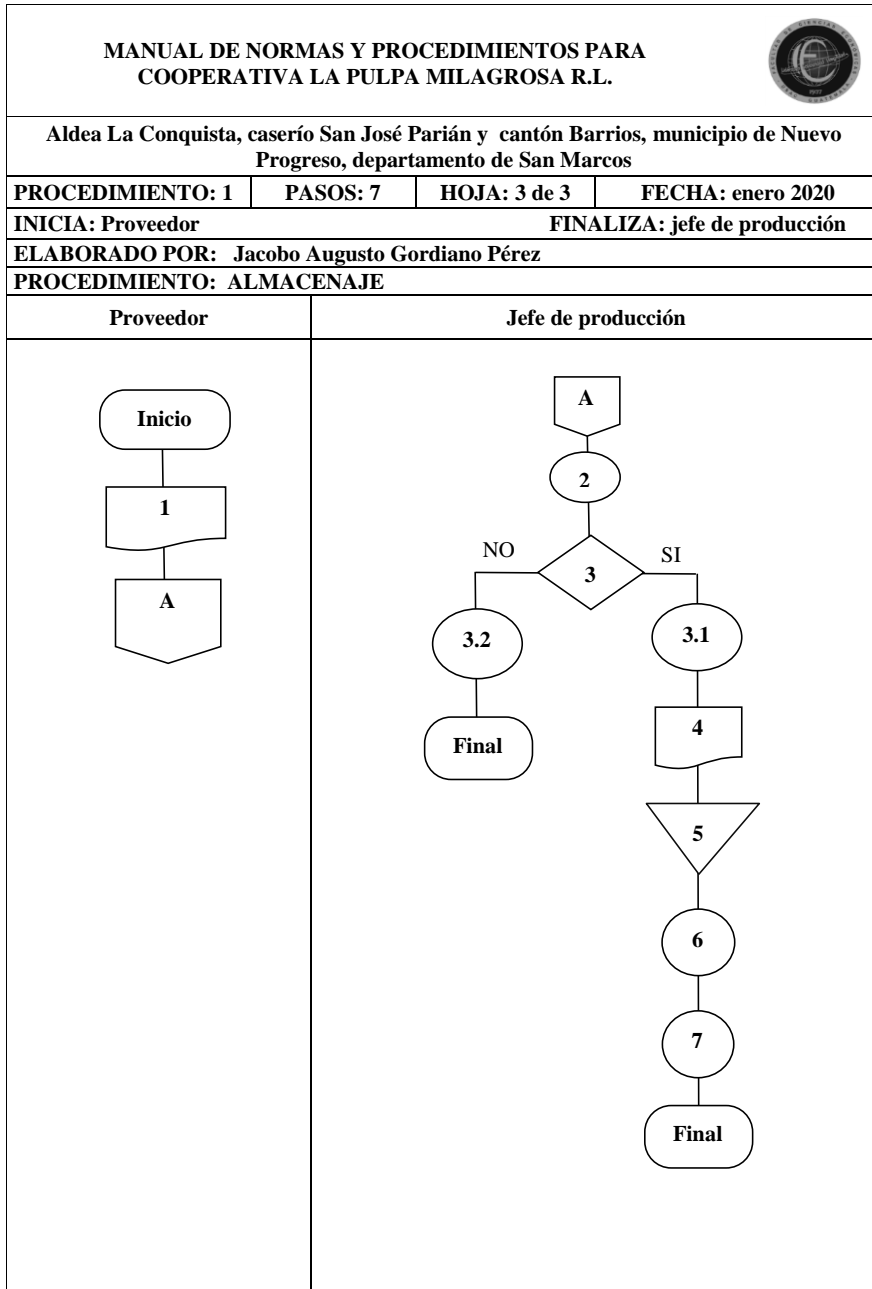 MANUAL DE NORMAS Y PROCEDIMIENTOS PARA
COOPERATIVA LA PULPA MILAGROSA R.L.
Aldea La Conquista, caserío San José Parián y cantón Barrios, municipio de Nuevo
Progreso, departamento de San Marcos
PROCEDIMIENTO: 1 PASOS: 7 HOJA: 3 de 3 FECHA: enero 2020
INICIA: Proveedor FINALIZA: jefe de producción
ELABORADO POR: Jacobo Augusto Gordiano Pérez
PROCEDIMIENTO: ALMACENAJE
Proveedor
Jefe de producción
Inicio
1
A
A
2
3
NO
SI
3.2
Final
3.1
4
5
6
7
Final